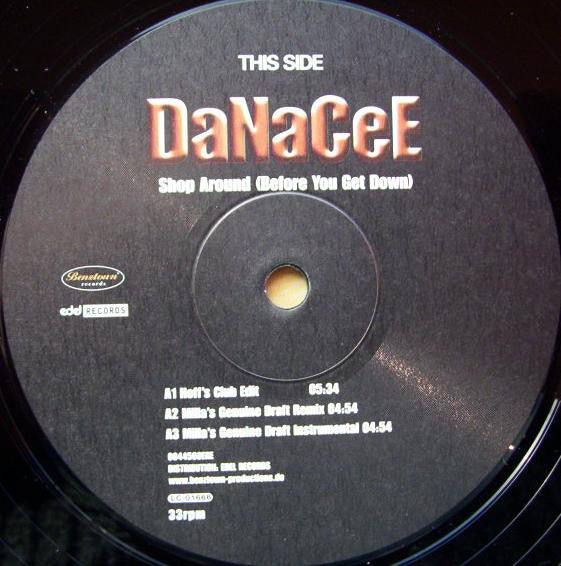 THIS SIDE
DaNaCeE
Shop Around (Before You Get Down)
Benztown
records
edel RECORDS
A1 Neff's Club Edit 05:34
A2 Milla's Genuine Draft Remix 04:54
A3 Milla's Genuine Draft Instrumental 04:54
0044563ERE
DISTRIBUTION: EDEL RECORDS
www.benztown-productions.de
LC 01666
33rpm